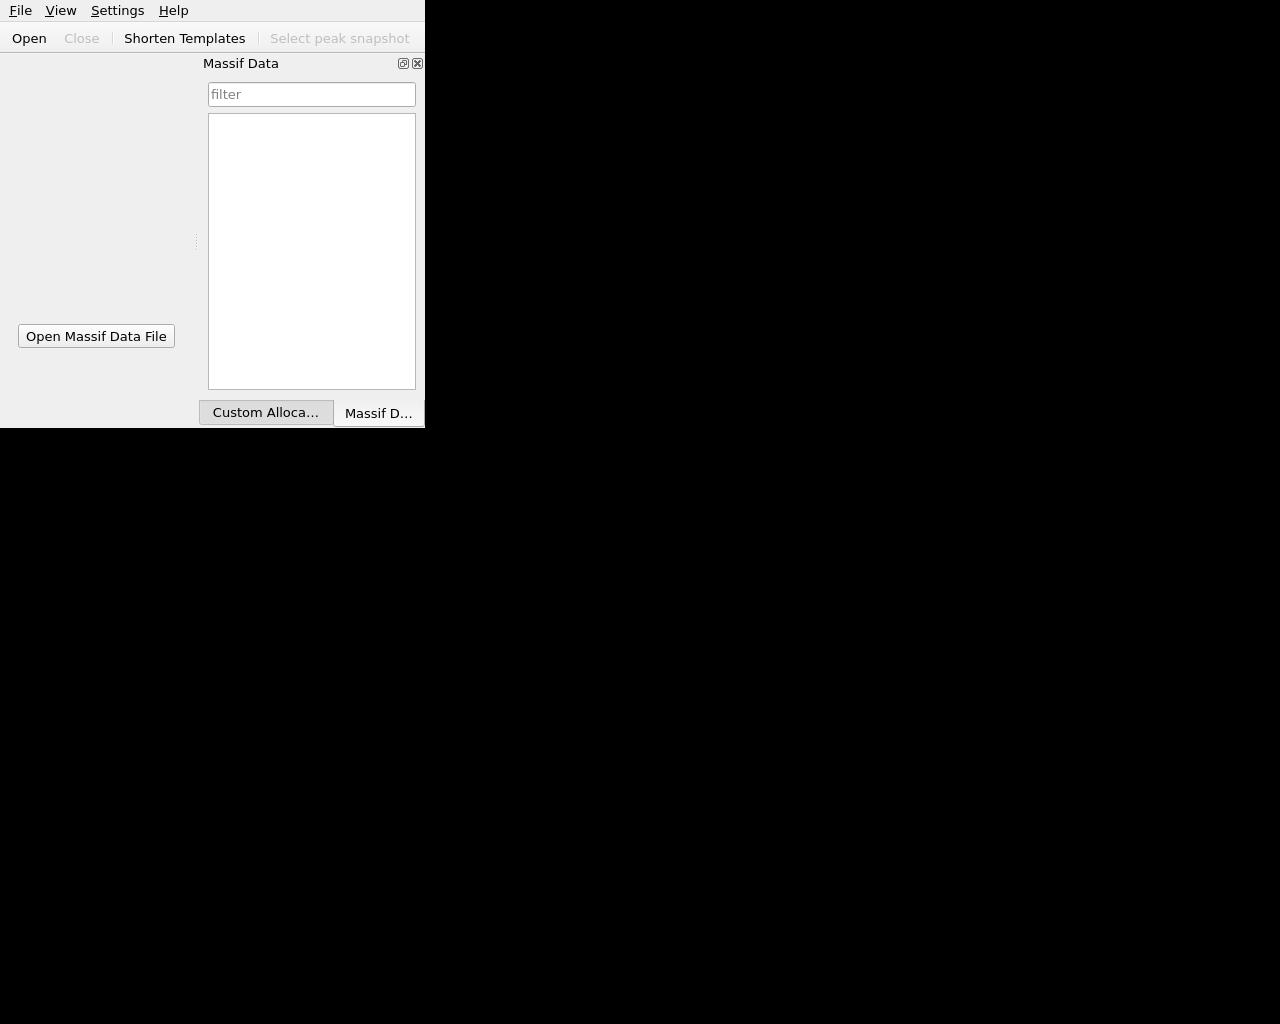 File View Settings Help
Open Close Shorten Templates Select peak snapshot
Massif Data
filter
Open Massif Data File
Custom Alloca... Massif D...